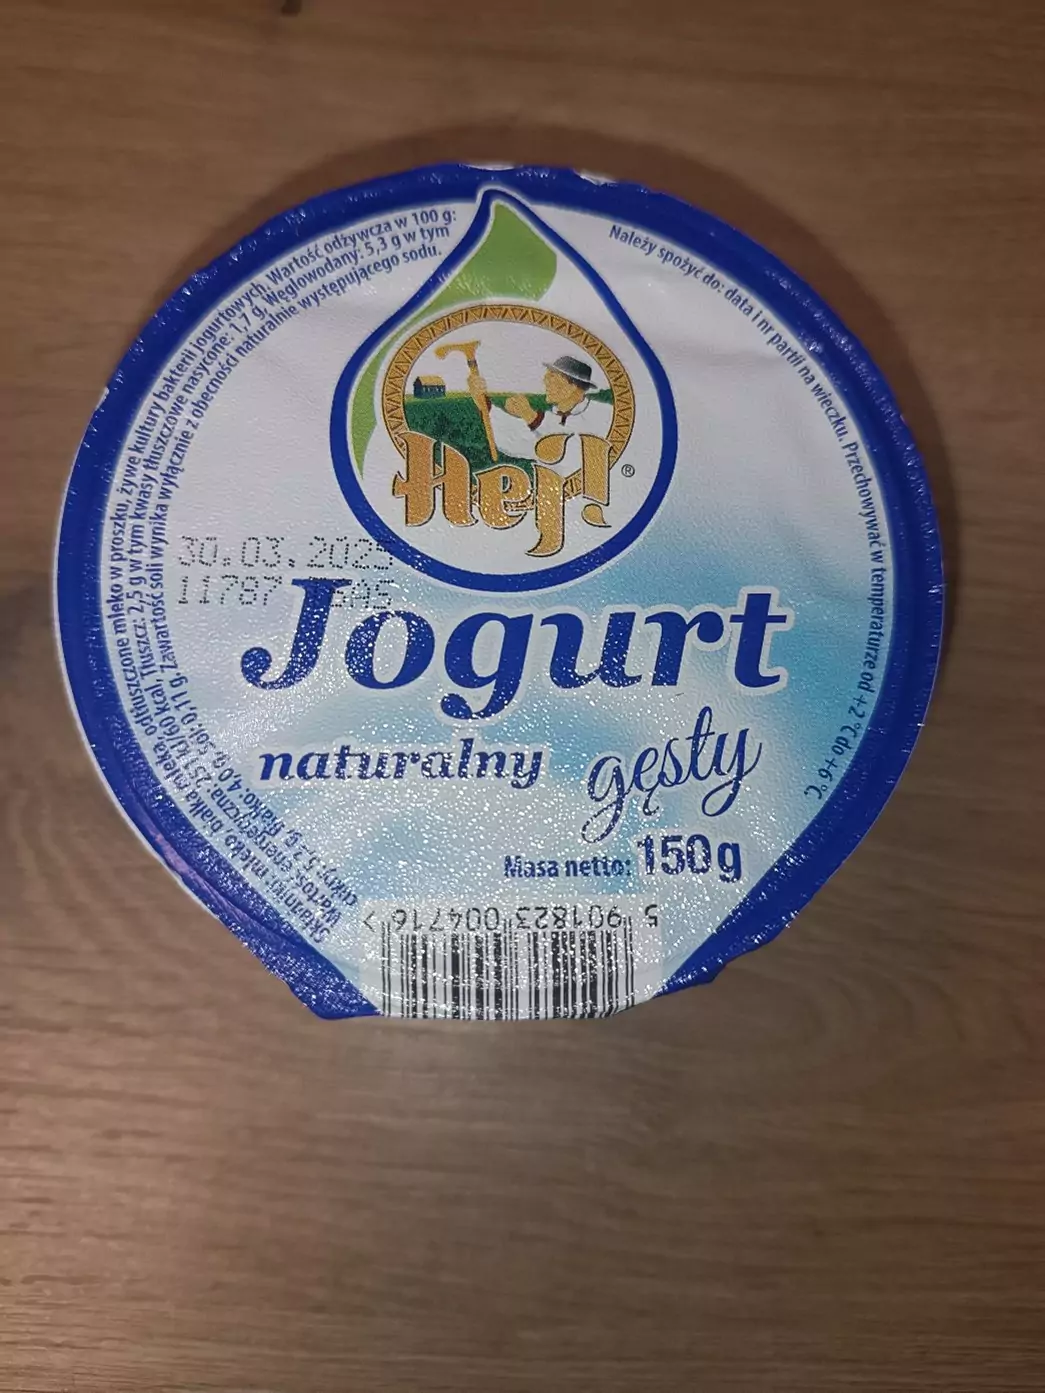 Składniki: mleko, białka mleka, odtłuszczone mleko w proszku, żywe kultury bakterii jogurtowych. Wartość odżywcza w 100 g:
Wartość energetyczna: 251 kJ/60 kcal, Tłuszcz: 2,5 g w tym kwasy tłuszczowe nasycone: 1,7 g, Węglowodany: 5,3 g w tym
cukry: 5,2 g, Białko: 4,0 g, Sól: 0,11 g. Zawartość soli wynika wyłącznie z obecności naturalnie występującego sodu.
Należy spożyć do: data i nr partii na wieczku. Przechowywać w temperaturze od +2°C do +6°C
Hej!®
30.03.2025
11787
Jogurt
naturalny gęsty
Masa netto: 150g
5 901823 004716 >